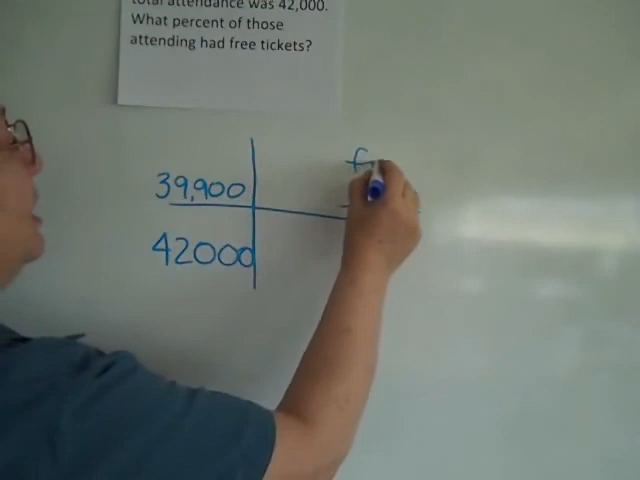 total attendance was 42,000.
What percent of those
attending had free tickets?
39,900
42000
f